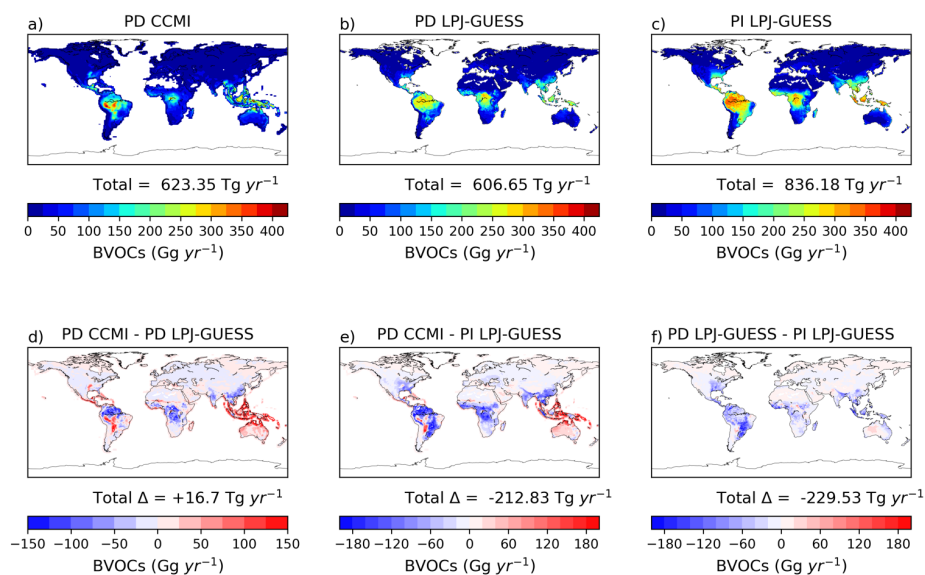 a) PD CCMI
b) PD LPJ-GUESS
c) PI LPJ-GUESS
Total = 623.35 Tg yr⁻¹
Total = 606.65 Tg yr⁻¹
Total = 836.18 Tg yr⁻¹
0 50 100 150 200 250 300 350 400
0 50 100 150 200 250 300 350 400
0 50 100 150 200 250 300 350 400
BVOCs (Gg yr⁻¹)
BVOCs (Gg yr⁻¹)
BVOCs (Gg yr⁻¹)
d) PD CCMI - PD LPJ-GUESS
e) PD CCMI - PI LPJ-GUESS
f) PD LPJ-GUESS - PI LPJ-GUESS
Total Δ = +16.7 Tg yr⁻¹
Total Δ = -212.83 Tg yr⁻¹
Total Δ = -229.53 Tg yr⁻¹
−150 −100 −50 0 50 100 150
−180 −120 −60 0 60 120 180
−180 −120 −60 0 60 120 180
BVOCs (Gg yr⁻¹)
BVOCs (Gg yr⁻¹)
BVOCs (Gg yr⁻¹)